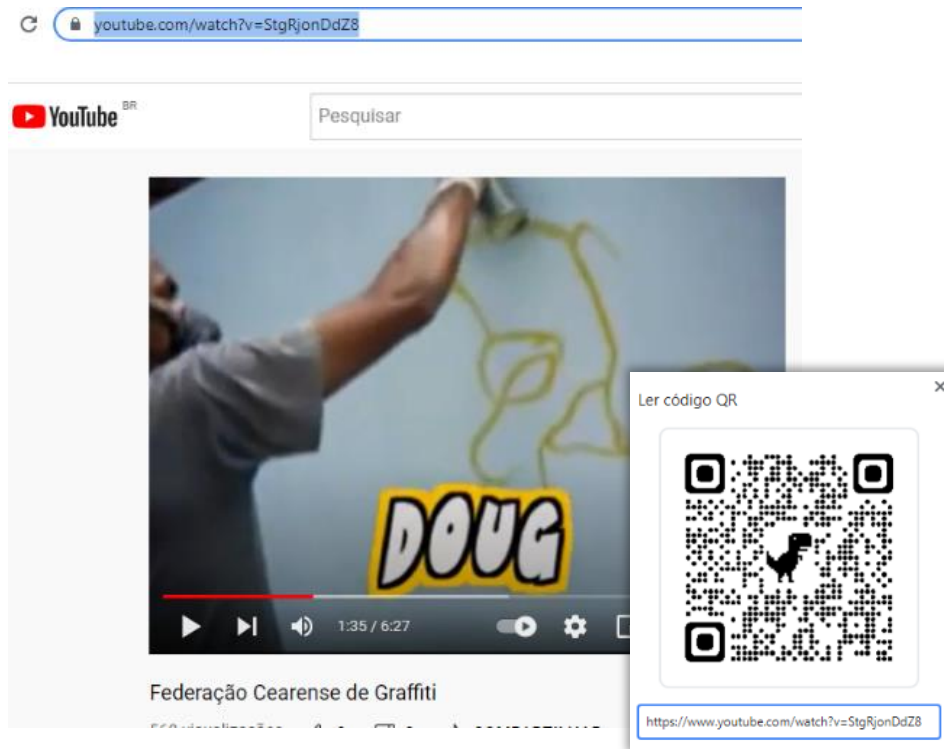 youtube.com/watch?v=StgRjonDdZ8
YouTube BR
Pesquisar
DOUG
1:35 / 6:27
Federação Cearense de Graffiti
Ler código QR
https://www.youtube.com/watch?v=StgRjonDdZ8